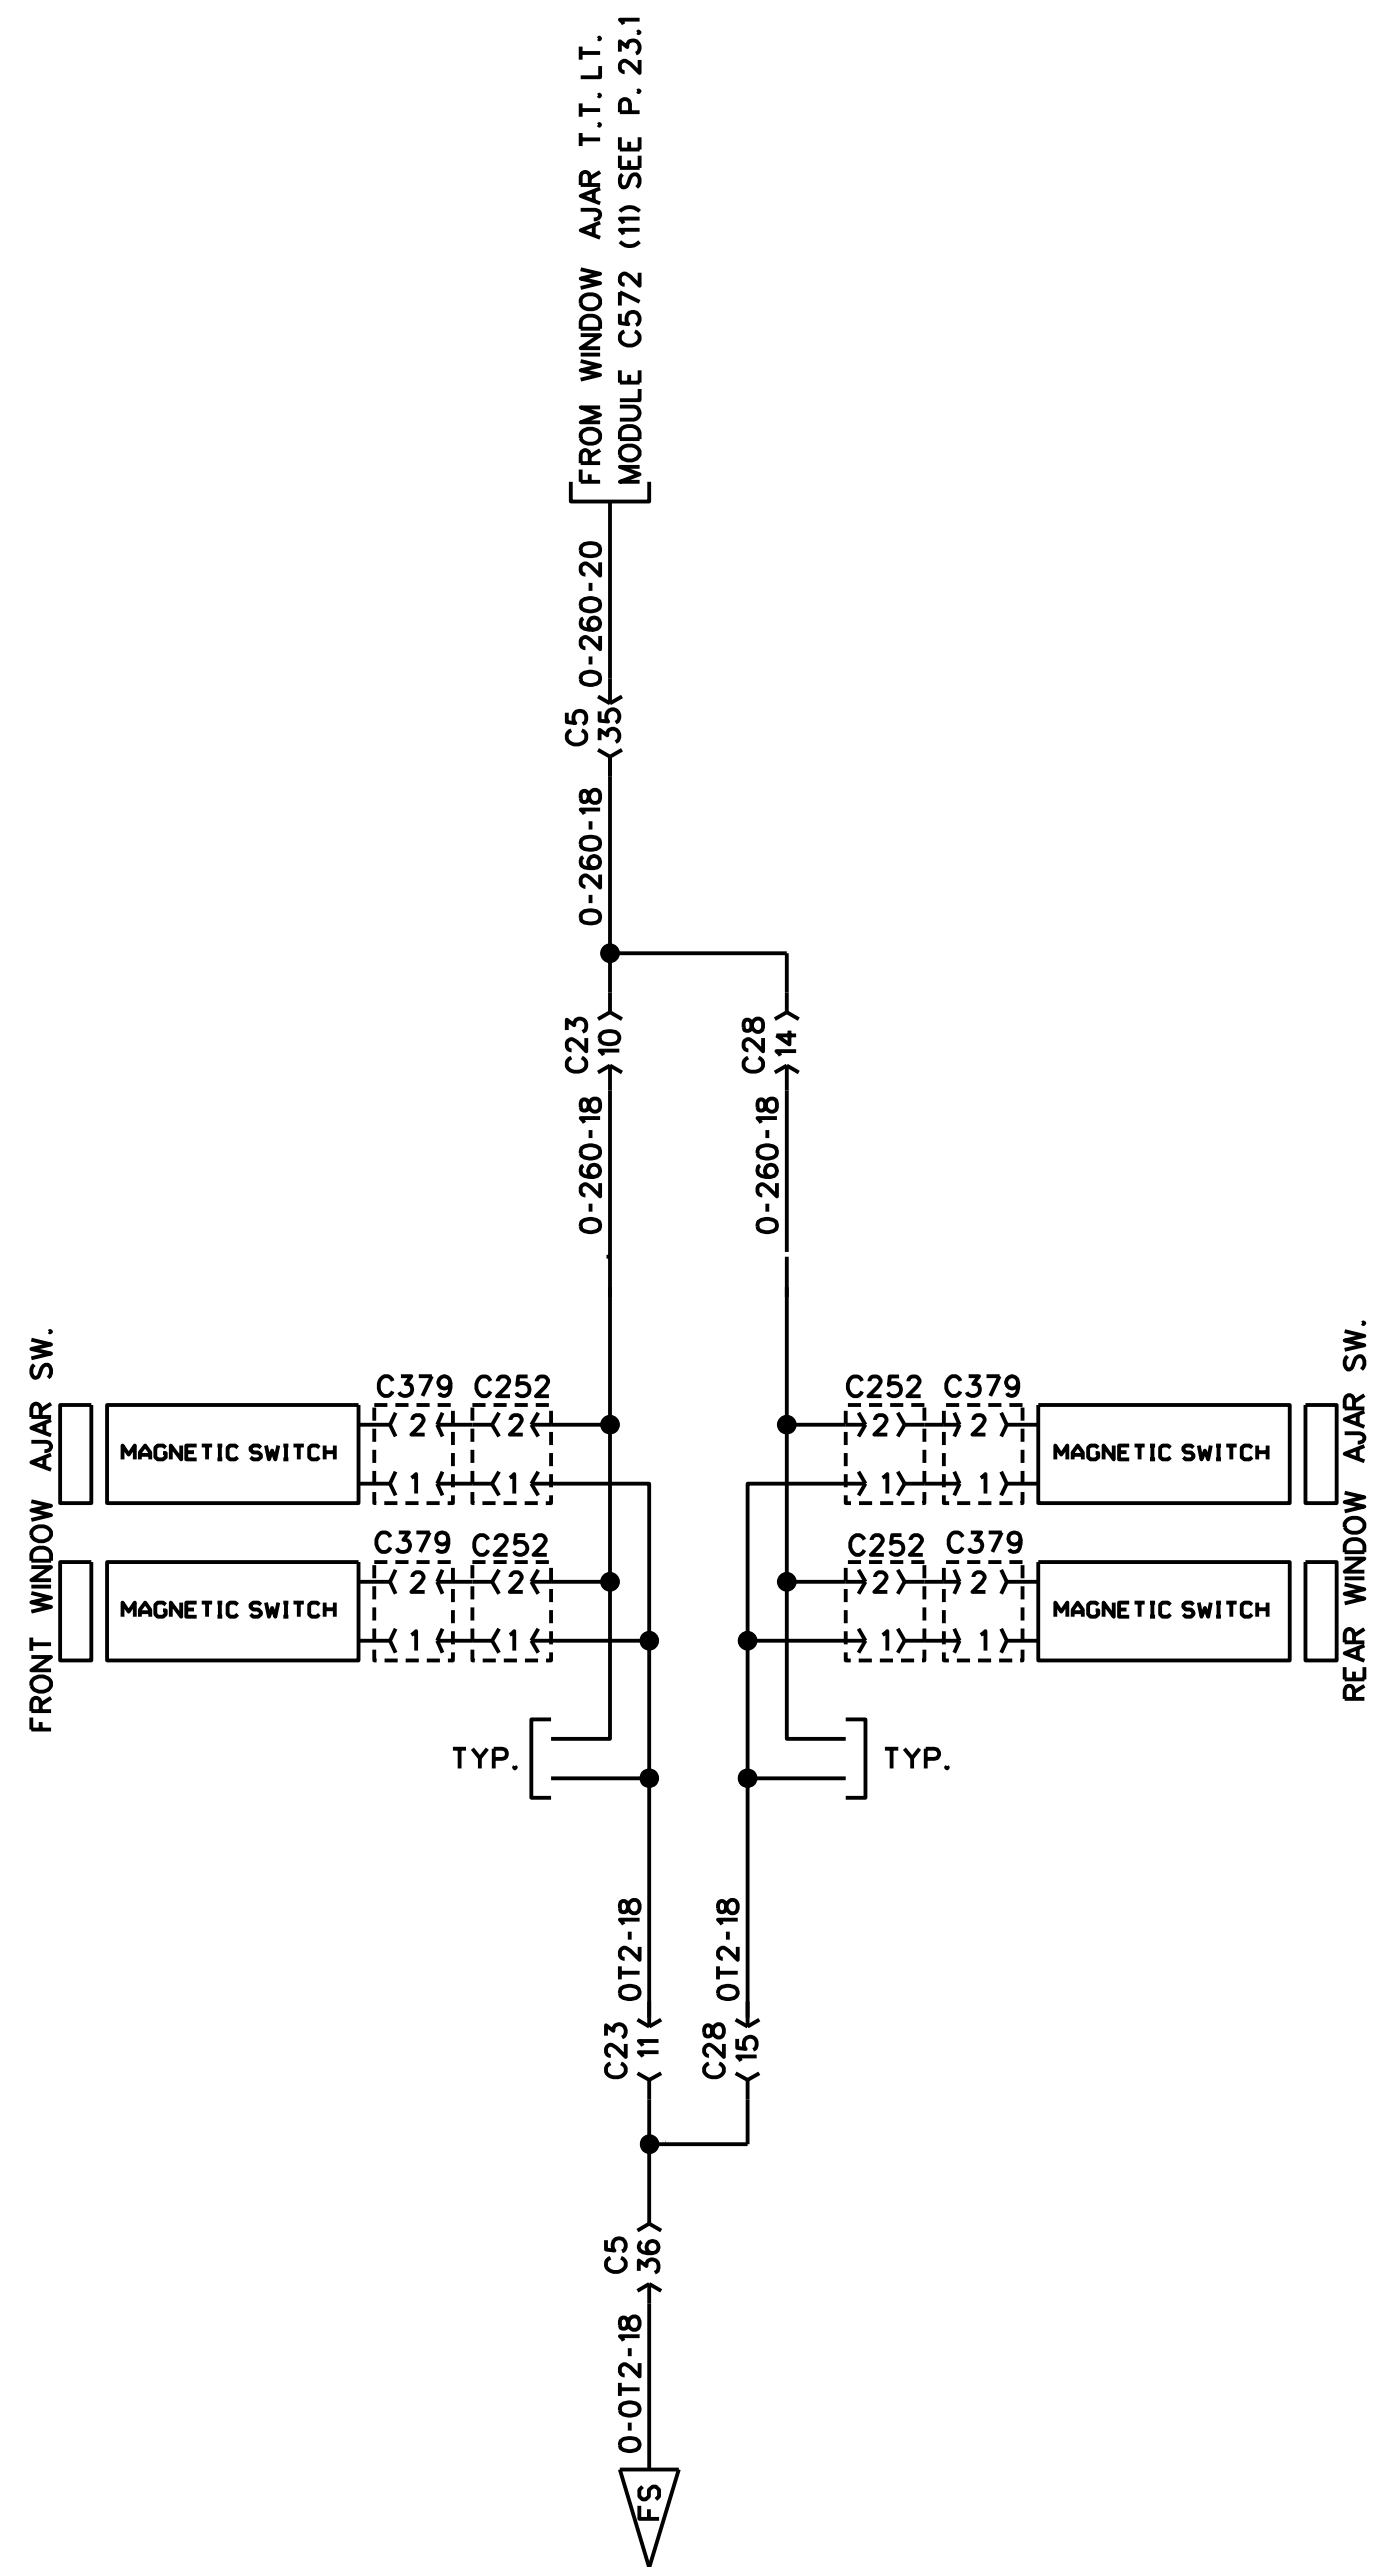 FROM WINDOW AJAR T.T. LT.
MODULE C572 (11) SEE P. 23.1
0-260-20
C5
35
0-260-18
C23
10
C28
14
0-260-18
0-260-18
FRONT WINDOW AJAR SW.
REAR WINDOW AJAR SW.
C379 C252
C252 C379
MAGNETIC SWITCH
2 2
2 2
MAGNETIC SWITCH
1 1
1 1
C379 C252
C252 C379
MAGNETIC SWITCH
2 2
2 2
MAGNETIC SWITCH
1 1
1 1
TYP.
TYP.
0T2-18
0T2-18
C23
11
C28
15
C5
36
0-0T2-18
FS